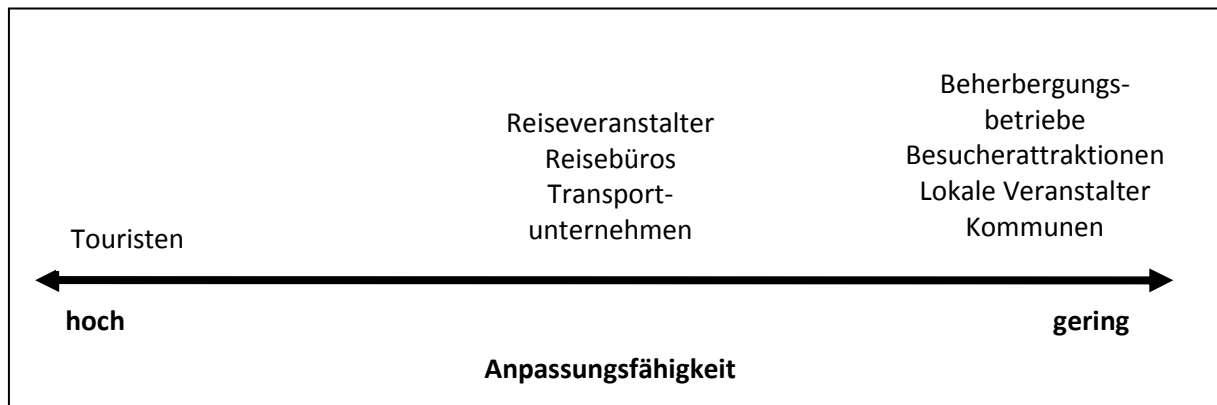 Touristen
Reiseveranstalter
Reisebüros
Transport-
unternehmen
Beherbergungs-
betriebe
Besucherattraktionen
Lokale Veranstalter
Kommunen
hoch
gering
Anpassungsfähigkeit